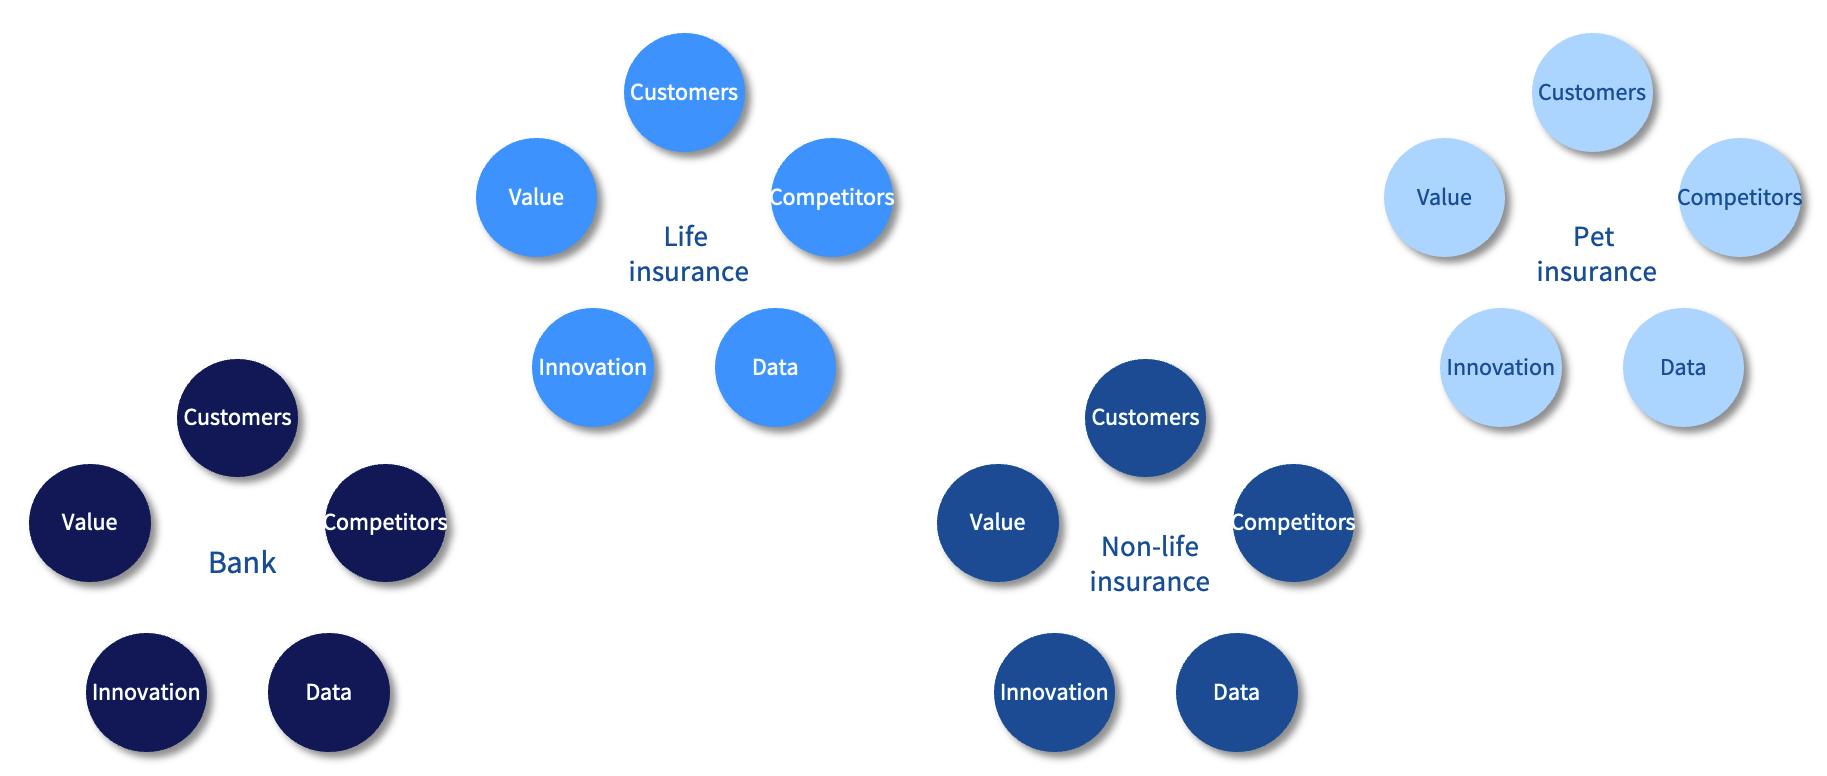 Customers
Value
Competitors
Life
insurance
Innovation
Data
Customers
Value
Competitors
Pet
insurance
Innovation
Data
Customers
Value
Competitors
Bank
Innovation
Data
Customers
Value
Competitors
Non-life
insurance
Innovation
Data